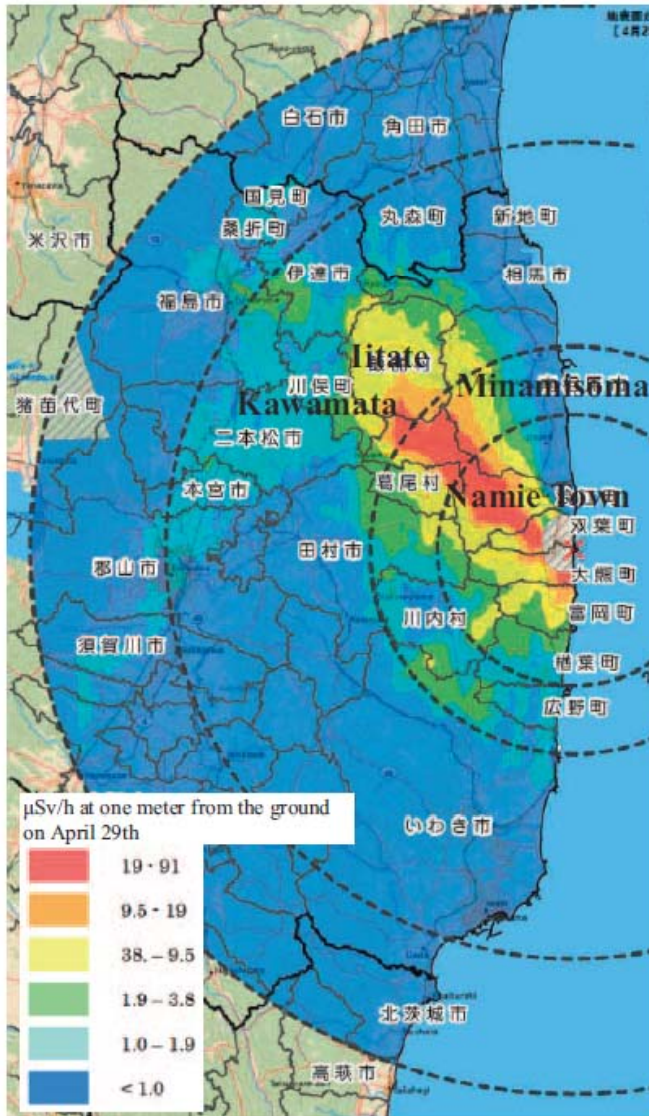 白石市
角田市
国見町
丸森町
新地町
桑折町
米沢市
伊達市
相馬市
福島市
Iitate
川俣町
Minamisoma
猪苗代町
Kawamata
二本松市
葛尾村
本宮市
Namie Town
双葉町
田村市
大熊町
郡山市
川内村
富岡町
須賀川市
楢葉町
広野町
μSv/h at one meter from the ground
on April 29th
いわき市
19 - 91
9.5 - 19
38. – 9.5
1.9 – 3.8
1.0 – 1.9
< 1.0
北茨城市
高萩市